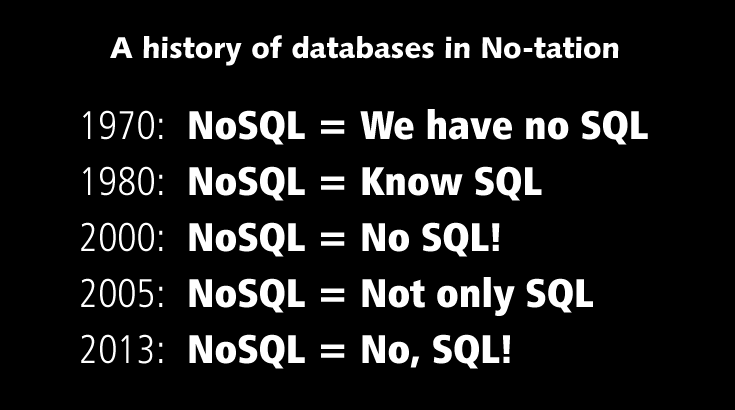 A history of databases in No-tation
1970: NoSQL = We have no SQL
1980: NoSQL = Know SQL
2000: NoSQL = No SQL!
2005: NoSQL = Not only SQL
2013: NoSQL = No, SQL!